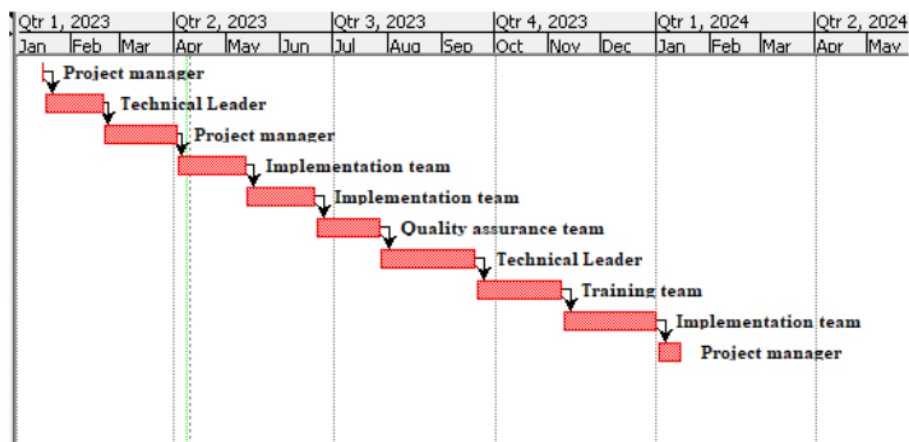 Qtr 1, 2023 Qtr 2, 2023 Qtr 3, 2023 Qtr 4, 2023 Qtr 1, 2024 Qtr 2, 2024
Jan Feb Mar Apr May Jun Jul Aug Sep Oct Nov Dec Jan Feb Mar Apr May
Project manager
Technical Leader
Project manager
Implementation team
Implementation team
Quality assurance team
Technical Leader
Training team
Implementation team
Project manager